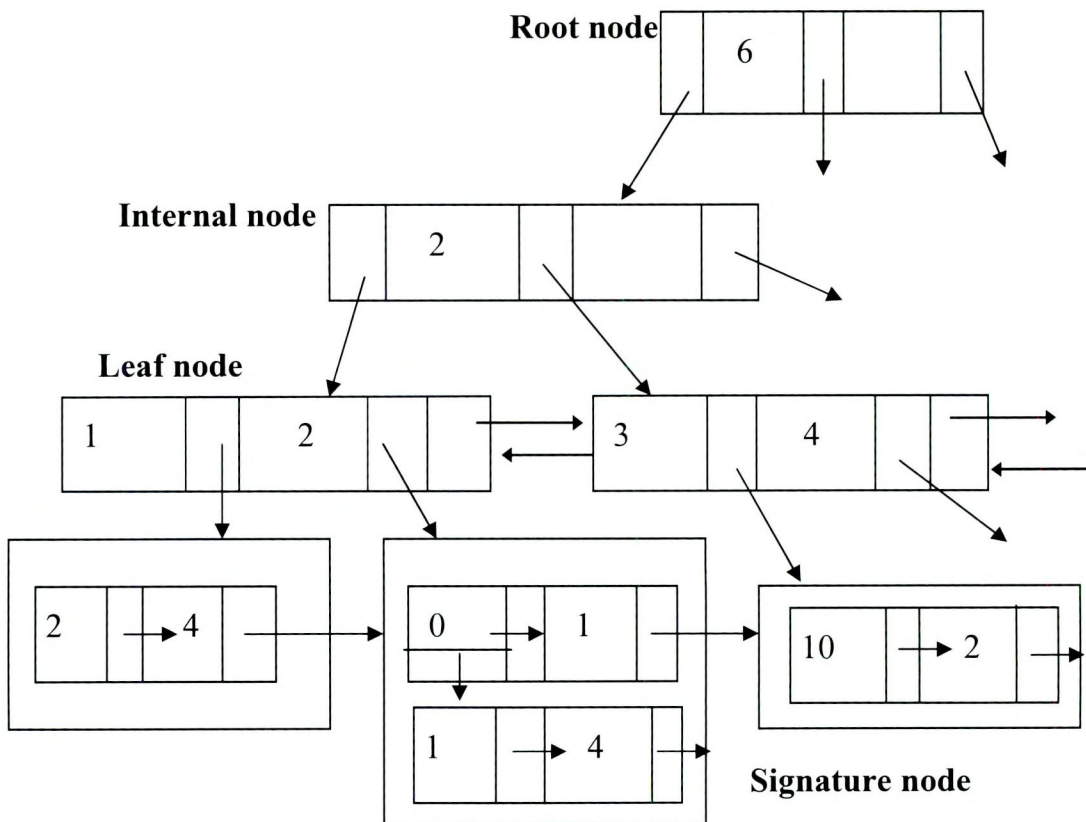 Root node
6
Internal node
2
Leaf node
1 2 3 4
2 4 0 1 10 2
1 4
Signature node